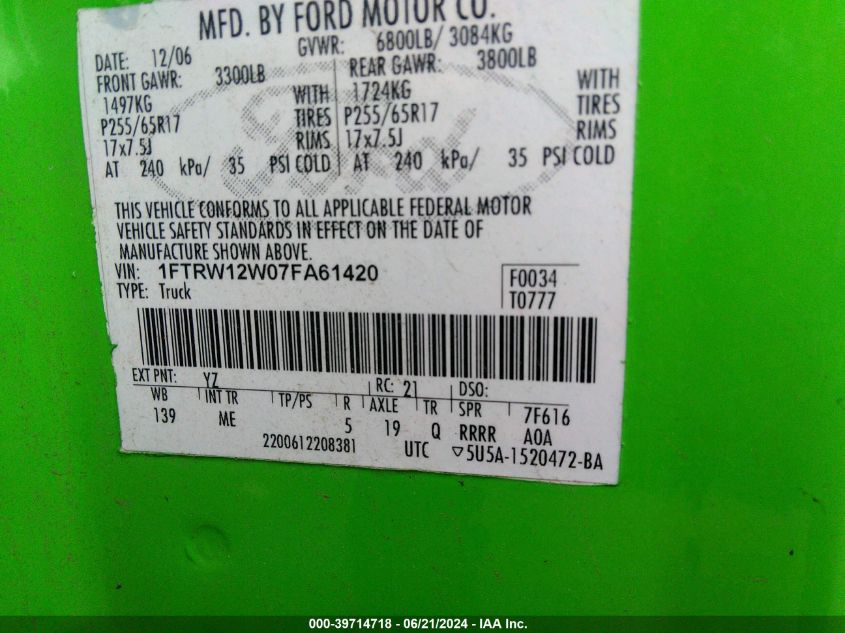 MFD. BY FORD MOTOR CO.
DATE: 12/06 GVWR: 6800LB/ 3084KG
FRONT GAWR: 3300LB REAR GAWR: 3800LB
1497KG WITH 1724KG WITH
P255/65R17 TIRES P255/65R17 TIRES
17x7.5J RIMS 17x7.5J RIMS
AT 240 kPa/ 35 PSI COLD AT 240 kPa/ 35 PSI COLD
THIS VEHICLE CONFORMS TO ALL APPLICABLE FEDERAL MOTOR
VEHICLE SAFETY STANDARDS IN EFFECT ON THE DATE OF
MANUFACTURE SHOWN ABOVE.
VIN: 1FTRW12W07FA61420 F0034
TYPE: Truck T0777
EXT PNT: YZ RC: 21 DSO:
WB INT TR TP/PS R AXLE TR SPR 7F616
139 ME 5 19 Q RRRR AOA
2200612208381 UTC ▽5U5A-1520472-BA
Ford
000-39714718 - 06/21/2024 - IAA Inc.